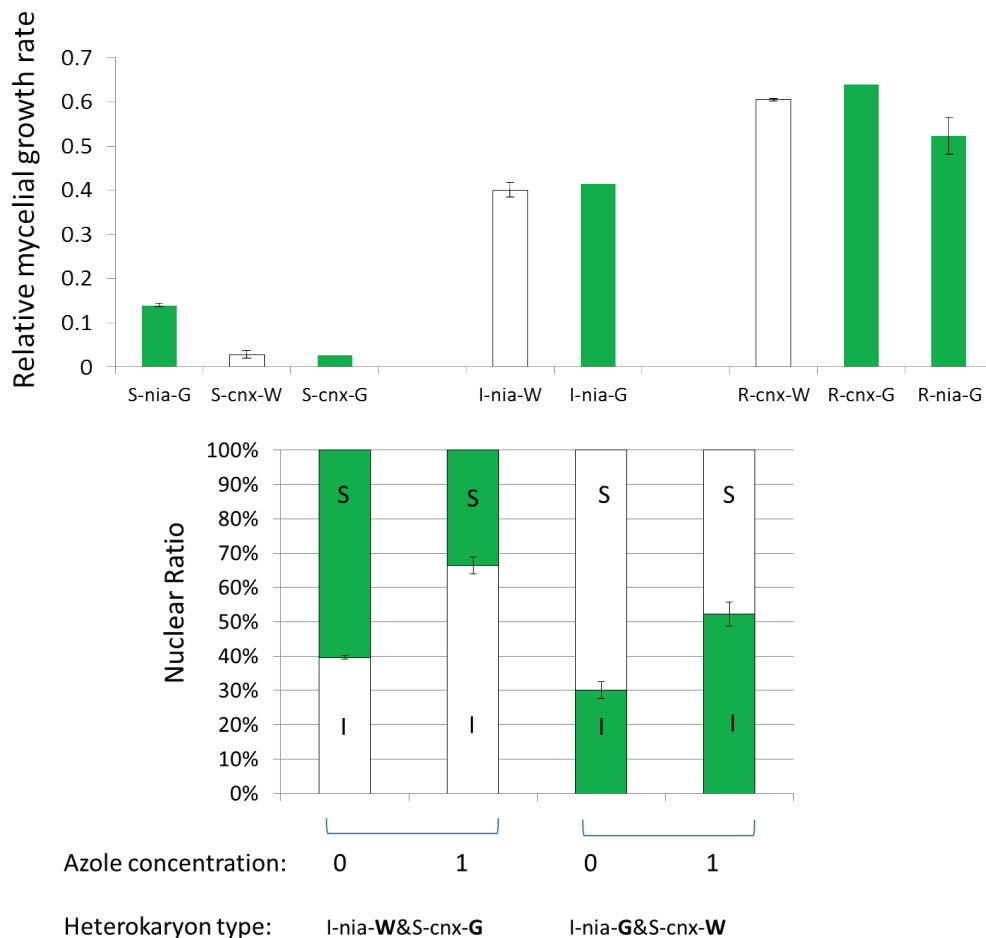 Relative mycelial growth rate
0.7
0.6
0.5
0.4
0.3
0.2
0.1
0
S-nia-G S-cnx-W S-cnx-G I-nia-W I-nia-G R-cnx-W R-cnx-G R-nia-G
Nuclear Ratio
100%
90%
80%
70%
60%
50%
40%
30%
20%
10%
0%
S S S S
I I I I
Azole concentration: 0 1 0 1
Heterokaryon type: I-nia-W&S-cnx-G I-nia-G&S-cnx-W